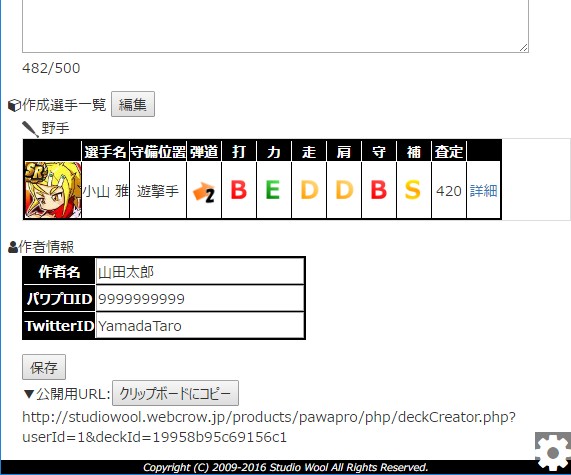 482/500
作成選手一覧 編集
野手
選手名 守備位置 弾道 打 力 走 肩 守 補 査定
SR 小山 雅 遊撃手 2 B E D D B S 420 詳細
作者情報
作者名 山田太郎
パワプロID 9999999999
TwitterID YamadaTaro
保存
▼公開用URL: クリップボードにコピー
http://studiowool.webcrow.jp/products/pawapro/php/deckCreator.php?
userId=1&deckId=19958b95c69156c1
Copyright (C) 2009-2016 Studio Wool All Rights Reserved.